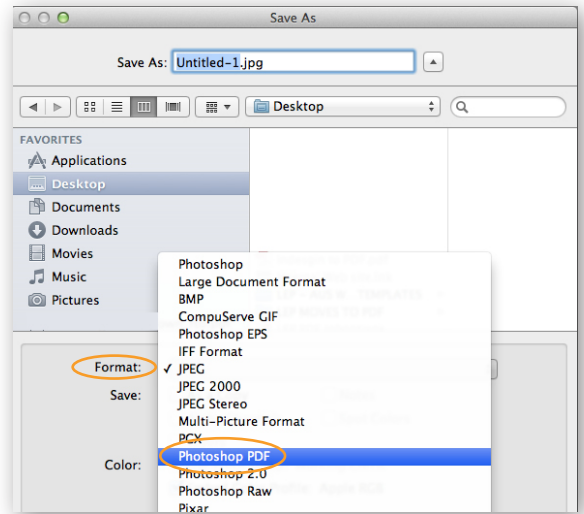 Save As
Save As: Untitled-1.jpg
Desktop
FAVORITES
Applications
Desktop
Documents
Downloads
Movies
Music
Pictures
Photoshop
Large Document Format
BMP
CompuServe GIF
Photoshop EPS
IFF Format
Format: ✓ JPEG
Save: JPEG 2000
JPEG Stereo
Multi-Picture Format
PCX
Color: Photoshop PDF
Photoshop 2.0
Photoshop Raw
Pixar